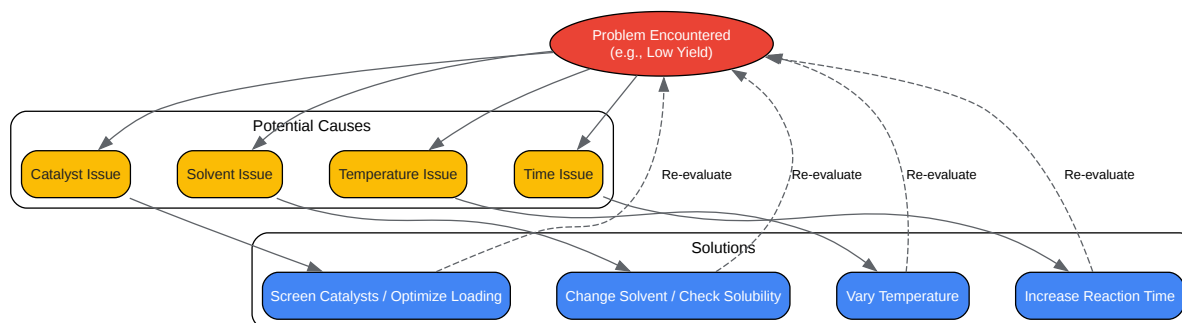 Problem Encountered
(e.g., Low Yield)
Potential Causes
Catalyst Issue
Solvent Issue
Temperature Issue
Time Issue
Re-evaluate
Re-evaluate
Re-evaluate
Re-evaluate
Solutions
Screen Catalysts / Optimize Loading
Change Solvent / Check Solubility
Vary Temperature
Increase Reaction Time